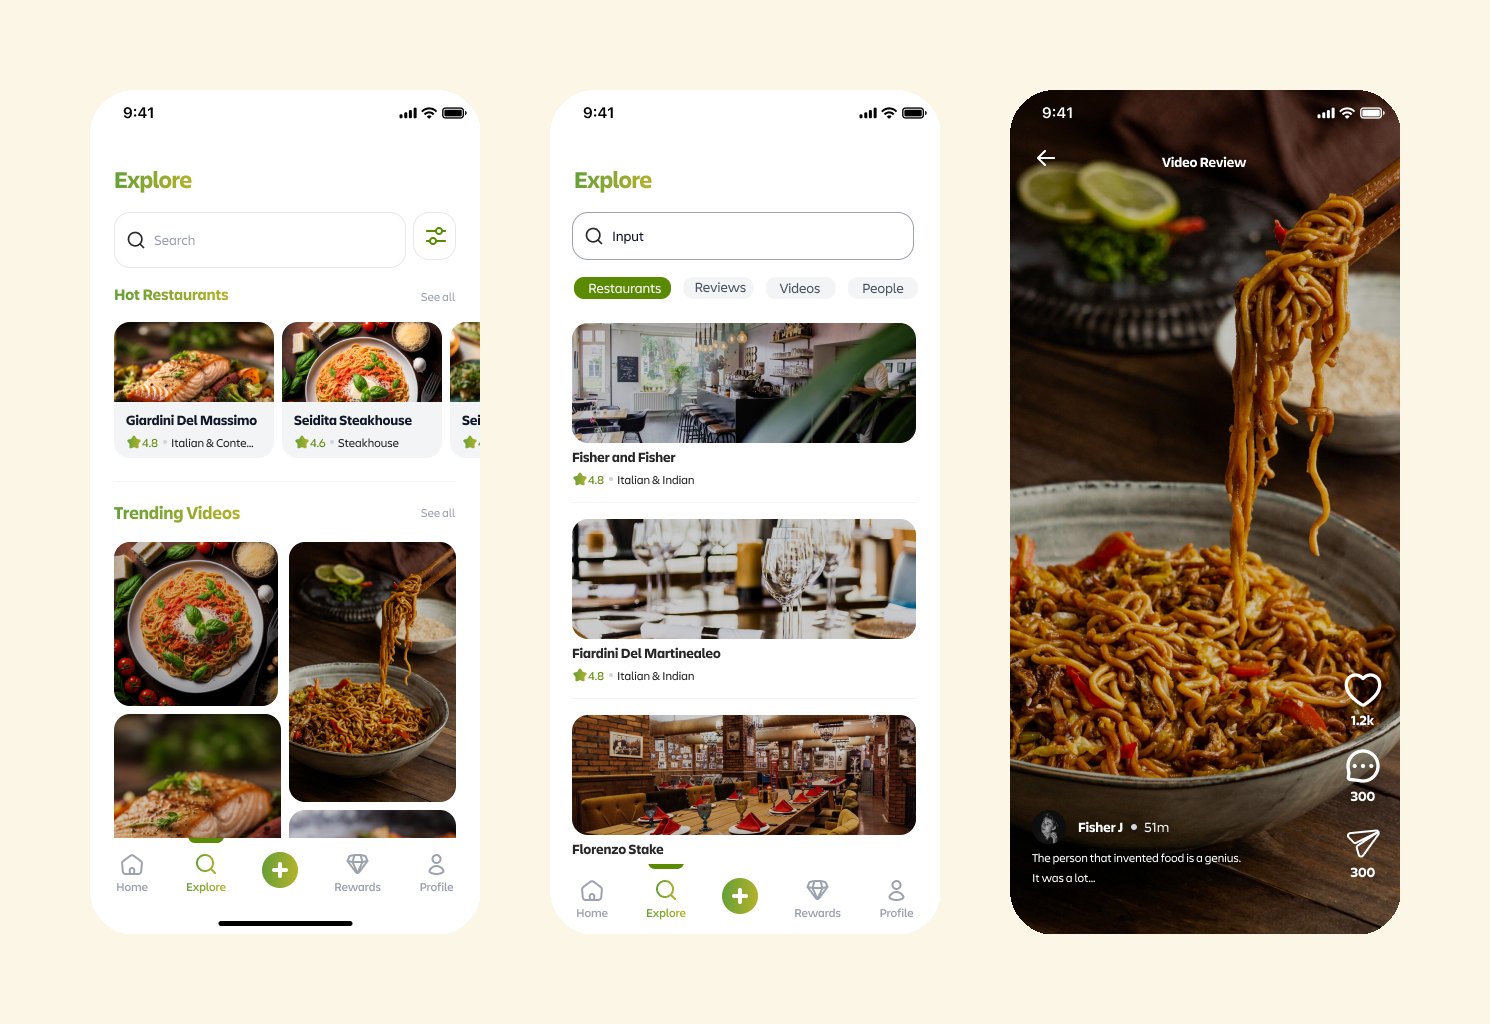 9:41
Explore
Search
Hot Restaurants
See all
Giardini Del Massimo
4.8 • Italian & Conte...
Seidita Steakhouse
4.6 • Steakhouse
Sei
Trending Videos
See all
Home
Explore
Rewards
Profile
9:41
Explore
Input
Restaurants
Reviews
Videos
People
Fisher and Fisher
4.8 • Italian & Indian
Fiardini Del Martinealeo
4.8 • Italian & Indian
Florenzo Stake
Home
Explore
Rewards
Profile
9:41
Video Review
1.2k
300
300
Fisher J • 51m
The person that invented food is a genius.
It was a lot...